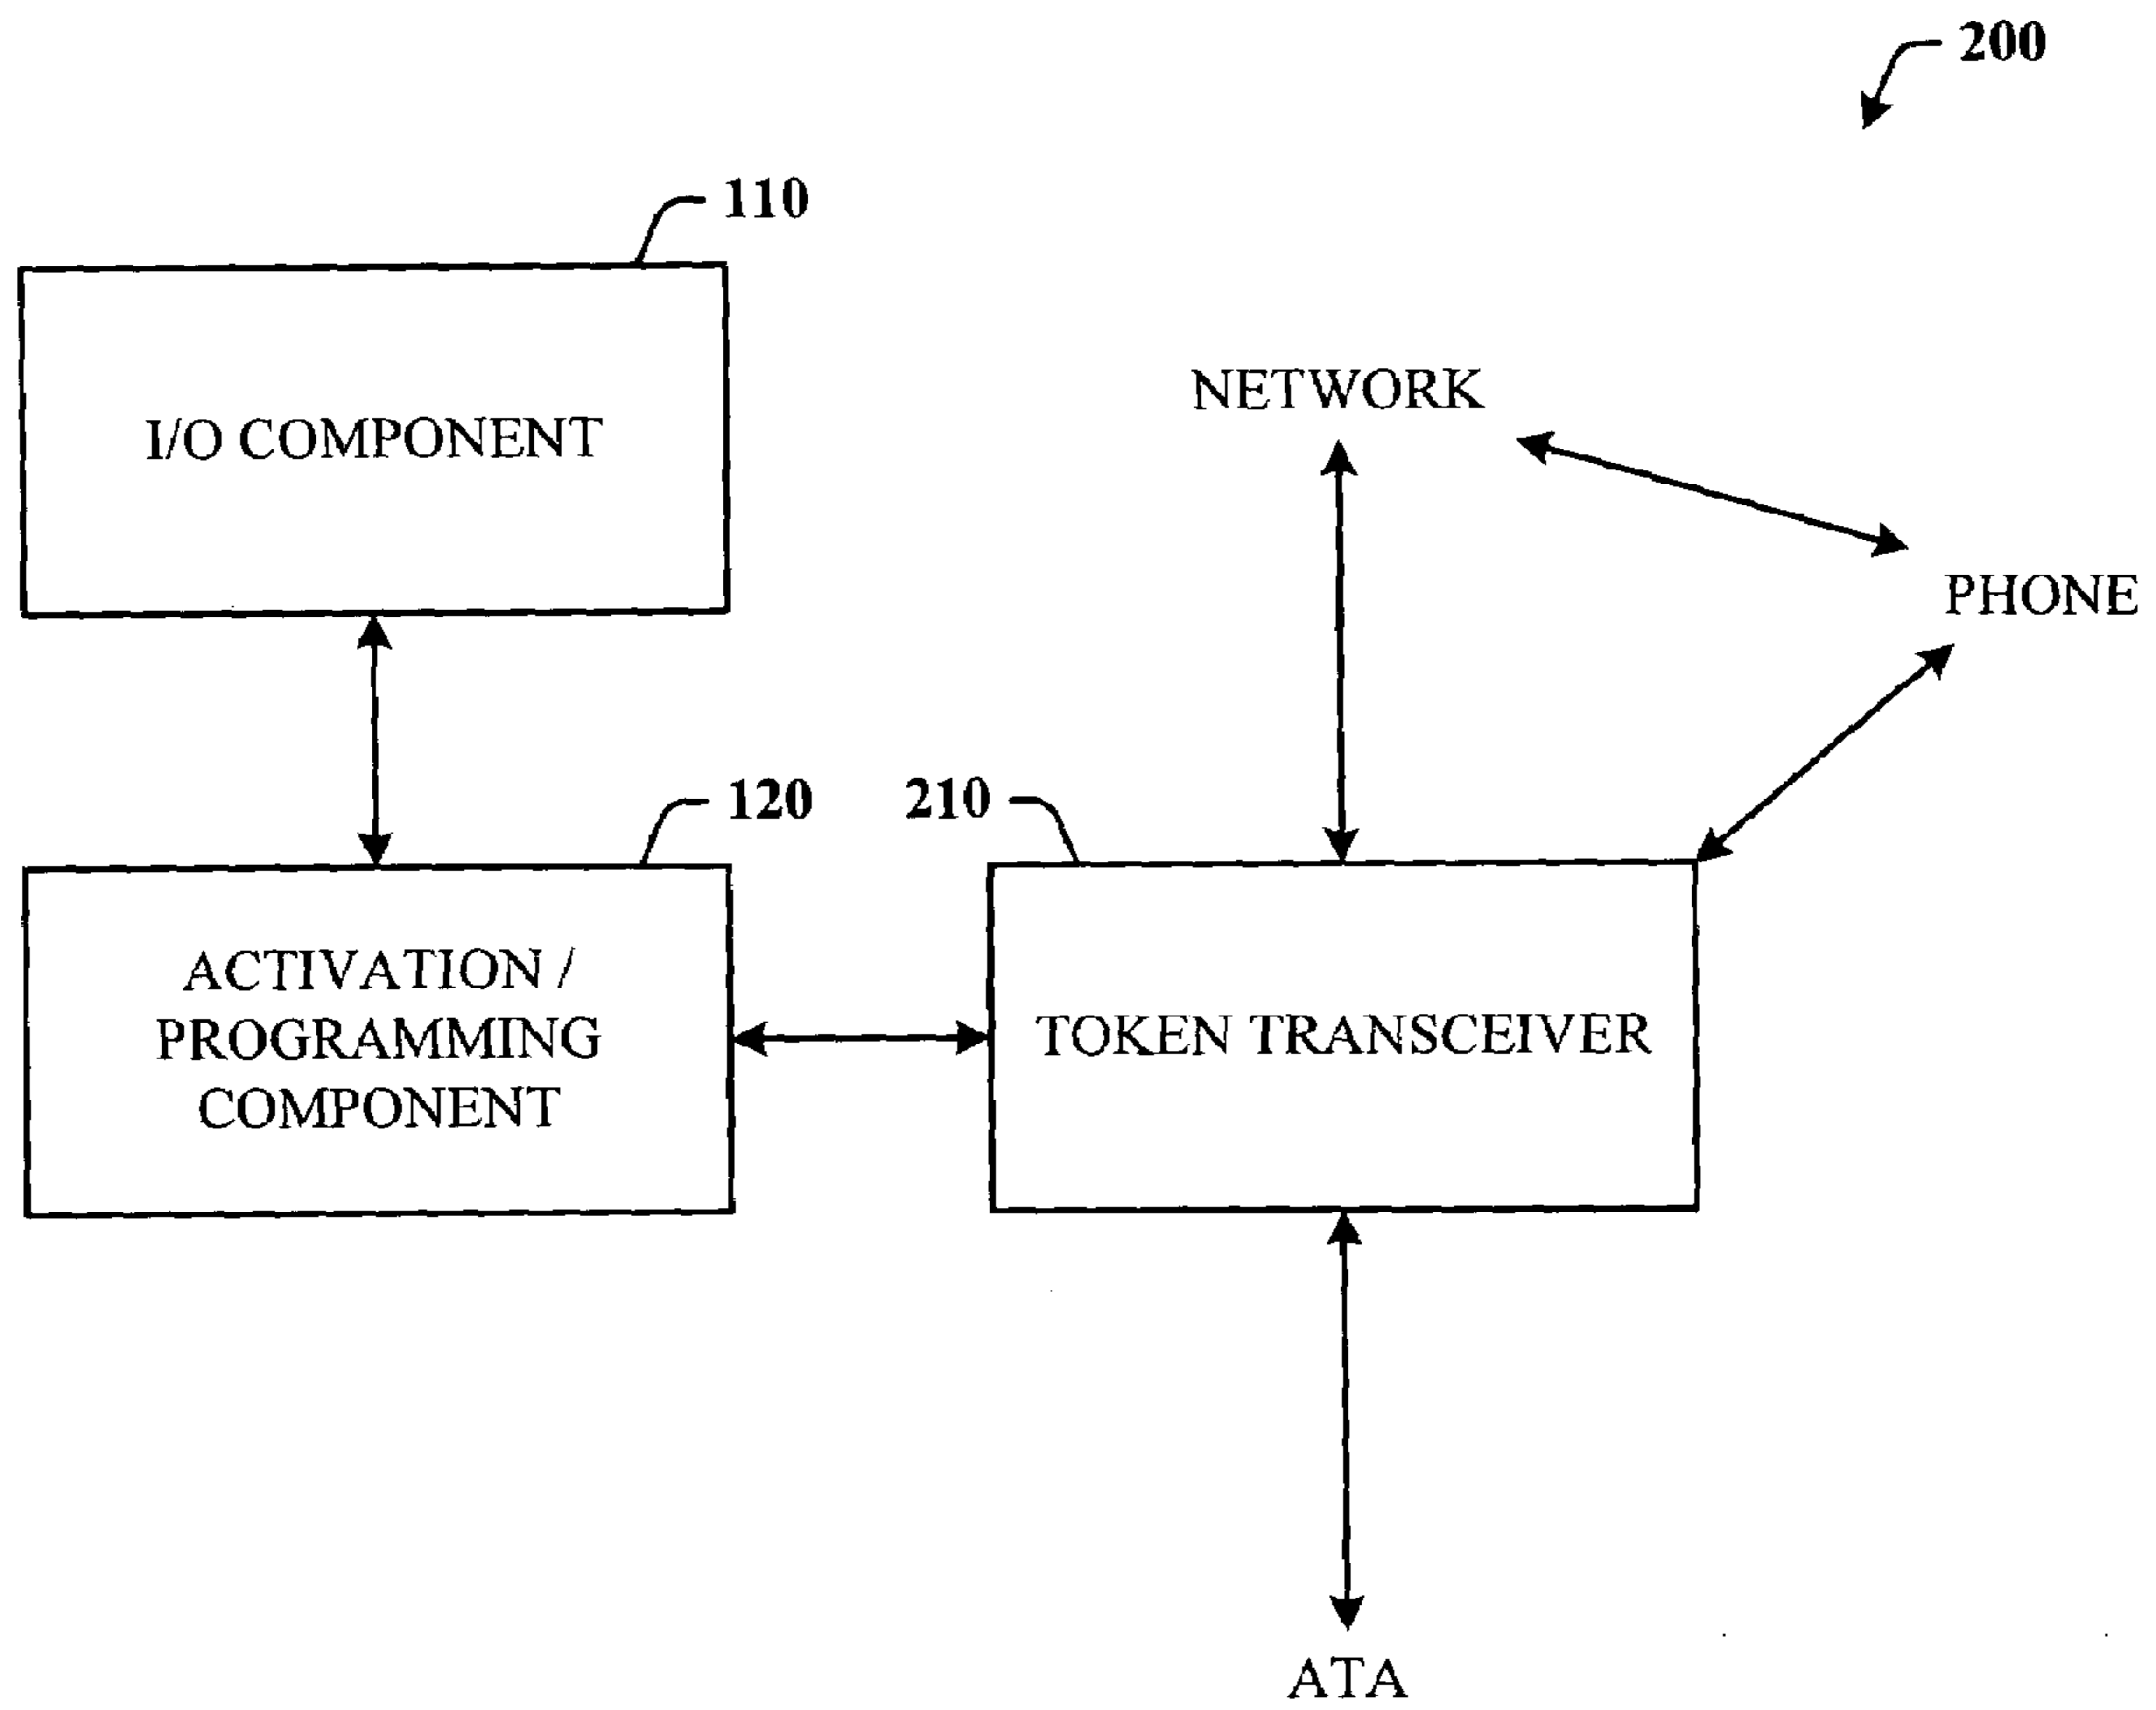 200
110
I/O COMPONENT
NETWORK
PHONE
120
210
ACTIVATION /
PROGRAMMING
COMPONENT
TOKEN TRANSCEIVER
ATA